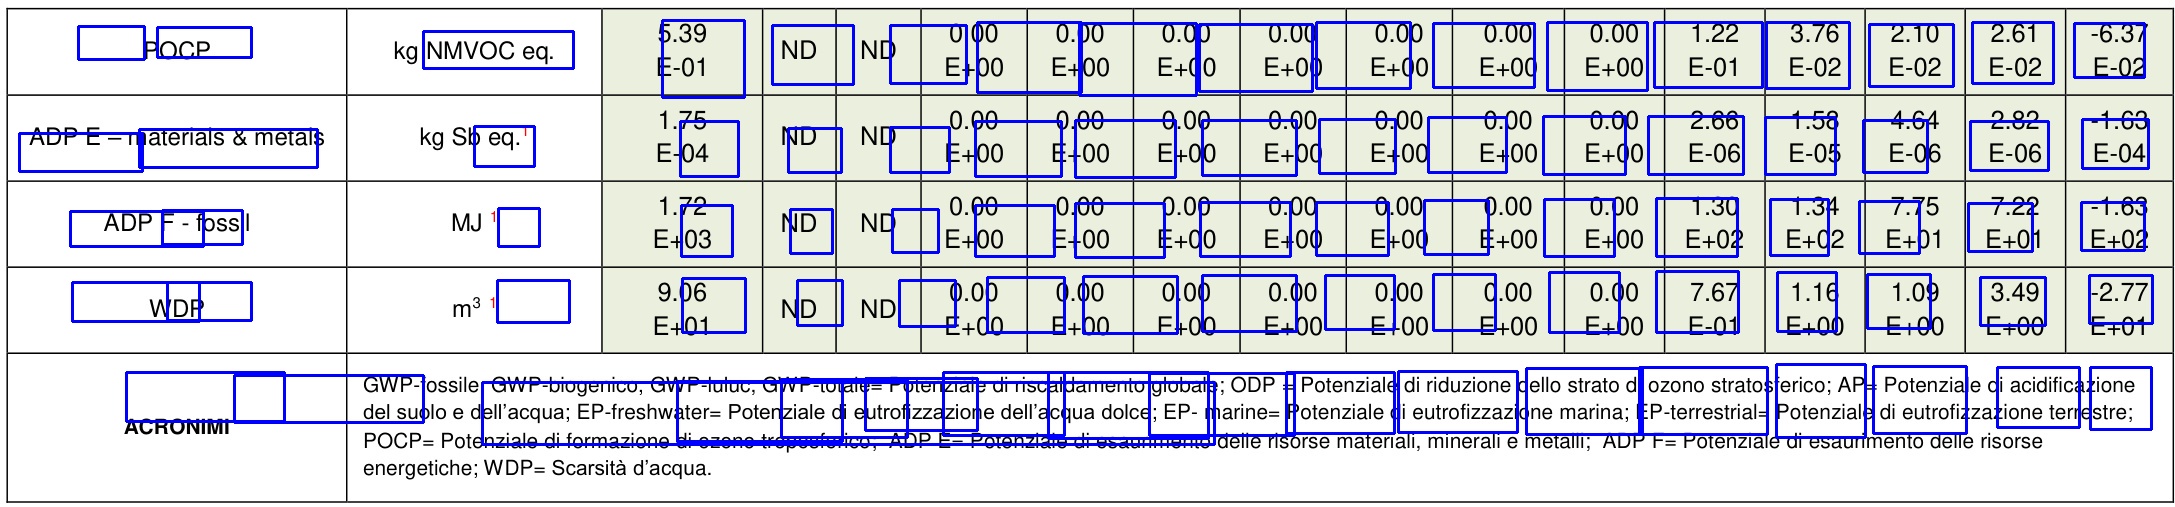 POCP kg NMVOC eq. 5.39 E-01 ND ND 0.00 E+00 0.00 E+00 0.00 E+00 0.00 E+00 0.00 E+00 0.00 E+00 0.00 E+00 1.22 E-01 3.76 E-02 2.10 E-02 2.61 E-02 -6.37 E-02
ADP E – materials & metals kg Sb eq. 1 1.75 E-04 ND ND 0.00 E+00 0.00 E+00 0.00 E+00 0.00 E+00 0.00 E+00 0.00 E+00 0.00 E+00 2.66 E-06 1.58 E-05 4.64 E-06 2.82 E-06 -1.63 E-04
ADP F - fossil MJ 1 1.72 E+03 ND ND 0.00 E+00 0.00 E+00 0.00 E+00 0.00 E+00 0.00 E+00 0.00 E+00 0.00 E+00 1.30 E+02 1.34 E+02 7.75 E+01 7.22 E+01 -1.63 E+02
WDP m³ 1 9.06 E+01 ND ND 0.00 E+00 0.00 E+00 0.00 E+00 0.00 E+00 0.00 E+00 0.00 E+00 0.00 E+00 7.67 E-01 1.16 E+00 1.09 E+00 3.49 E+00 -2.77 E+01
ACRONIMI
GWP-fossile, GWP-biogenico, GWP-luluc, GWP-totale= Potenziale di riscaldamento globale; ODP = Potenziale di riduzione dello strato di ozono stratosferico; AP= Potenziale di acidificazione
del suolo e dell'acqua; EP-freshwater= Potenziale di eutrofizzazione dell'acqua dolce; EP- marine= Potenziale di eutrofizzazione marina; EP-terrestrial= Potenziale di eutrofizzazione terrestre;
POCP= Potenziale di formazione di ozono troposferico; ADP E= Potenziale di esaurimento delle risorse materiali, minerali e metalli; ADP F= Potenziale di esaurimento delle risorse
energetiche; WDP= Scarsità d'acqua.